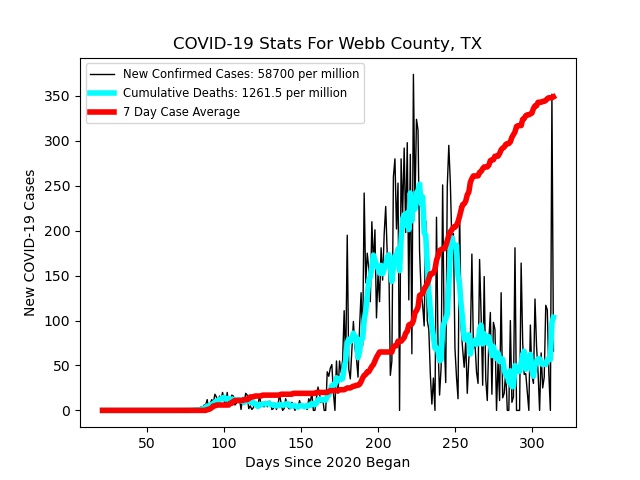 COVID-19 Stats For Webb County, TX
New Confirmed Cases: 58700 per million
Cumulative Deaths: 1261.5 per million
7 Day Case Average
New COVID-19 Cases
350
300
250
200
150
100
50
0
50
100
150
200
250
300
Days Since 2020 Began